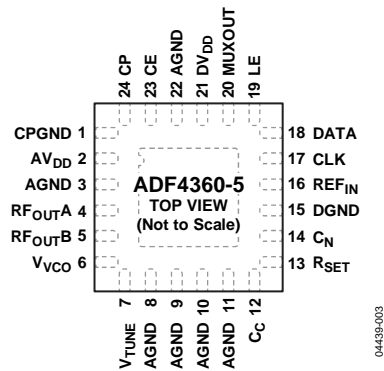 24 CP
23 CE
22 AGND
21 DVDD
20 MUXOUT
19 LE
CPGND 1
AVDD 2
AGND 3
RFOUTA 4
RFOUTB 5
VVCO 6
ADF4360-5
TOP VIEW
(Not to Scale)
18 DATA
17 CLK
16 REFIN
15 DGND
14 CN
13 RSET
VTUNE 7
AGND 8
AGND 9
AGND 10
AGND 11
CC 12
04439-003